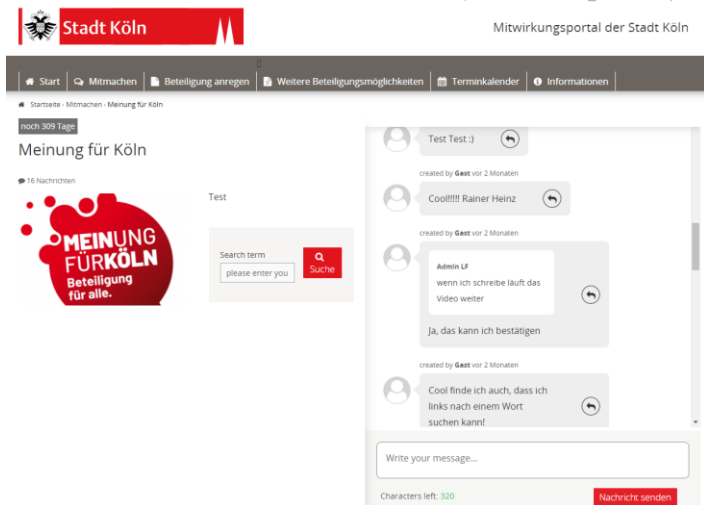 Stadt Köln
Mitwirkungsportal der Stadt Köln
Start
Mitmachen
Beteiligung anregen
Weitere Beteiligungsmöglichkeiten
Terminkalender
Informationen
Startseite › Mitmachen › Meinung für Köln
noch 309 Tage
Meinung für Köln
16 Nachrichten
MEINUNG
FÜRKÖLN
Beteiligung
für alle.
Test
Search term
please enter you
Suche
Test Test :)
created by Gast vor 2 Monaten
Cool!!!!! Rainer Heinz
created by Gast vor 2 Monaten
Admin LF
wenn ich schreibe läuft das
Video weiter
Ja, das kann ich bestätigen
created by Gast vor 2 Monaten
Cool finde ich auch, dass ich
links nach einem Wort
suchen kann!
Write your message...
Characters left: 320
Nachricht senden